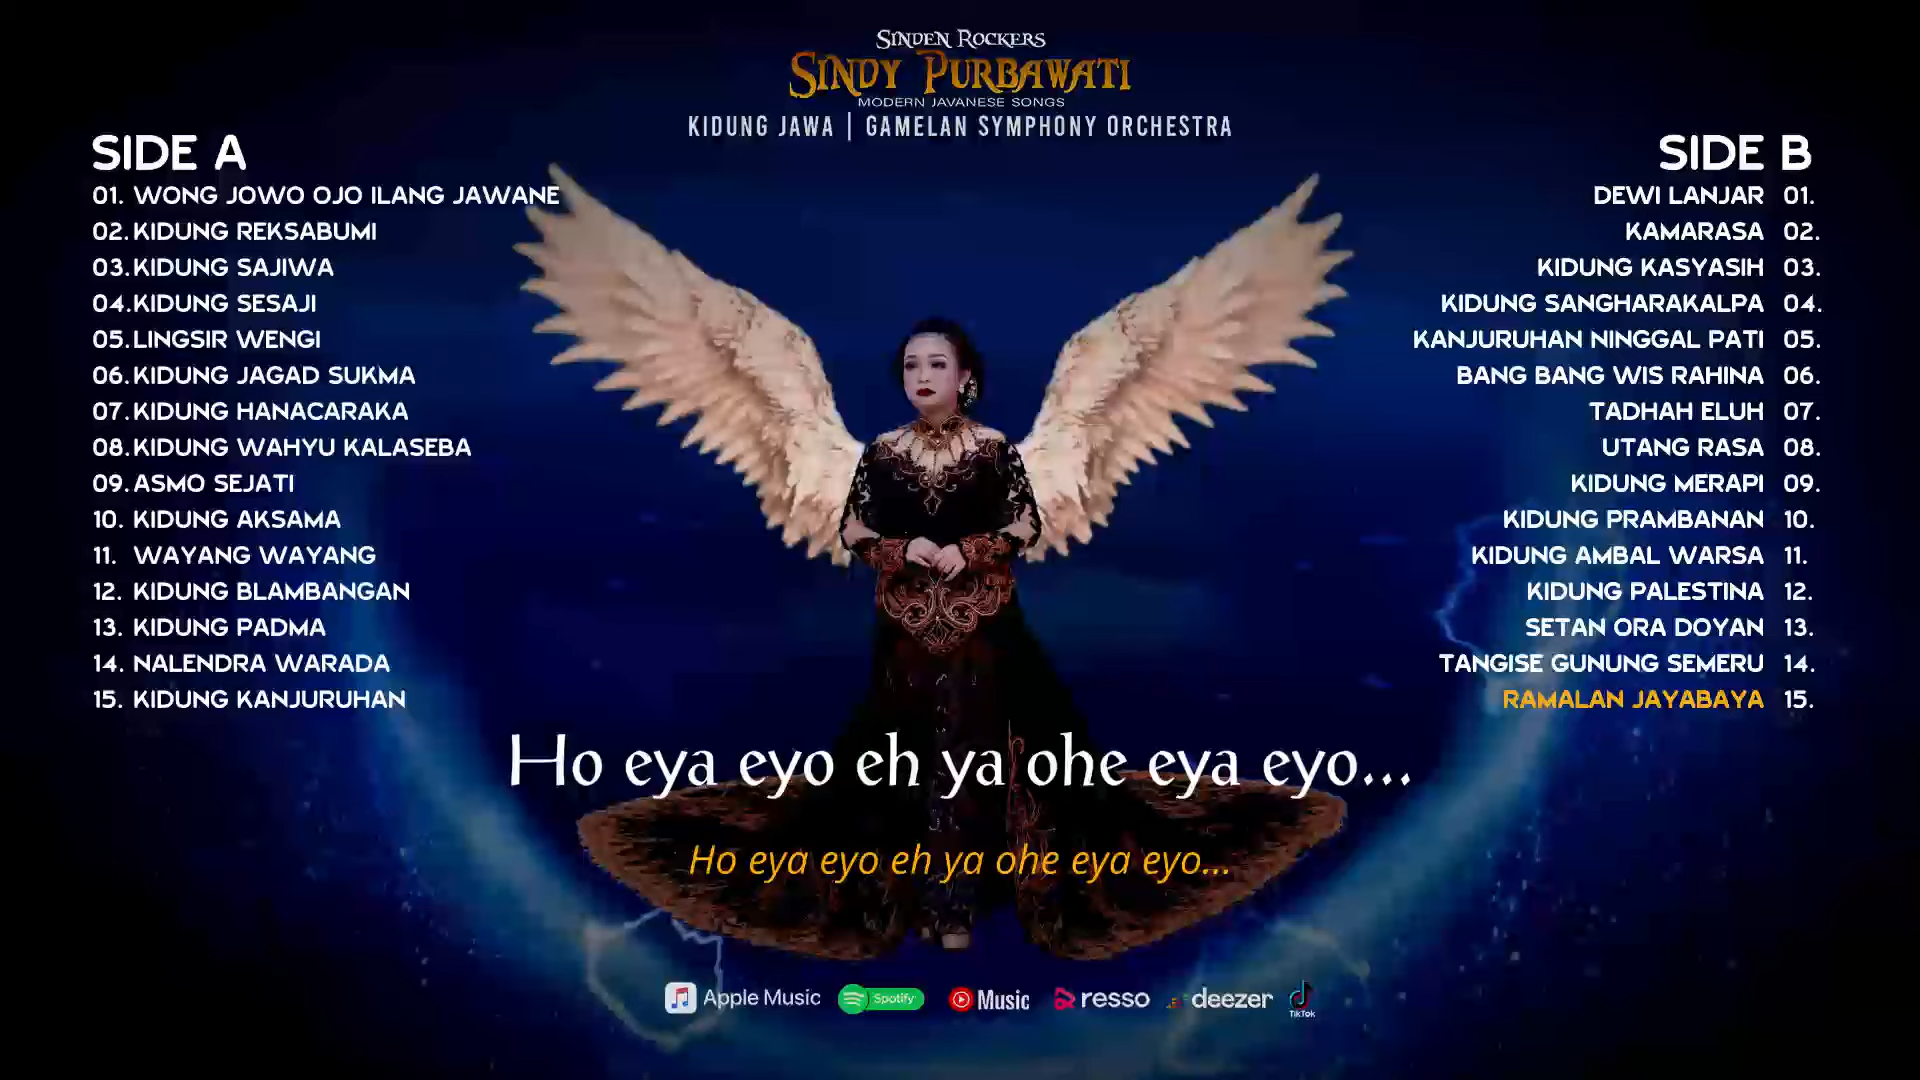 SINDEN ROCKERS
SINDY PURBAWATI
MODERN JAVANESE SONGS
KIDUNG JAWA | GAMELAN SYMPHONY ORCHESTRA
SIDE A
01. WONG JOWO OJO ILANG JAWANE
02. KIDUNG REKSABUMI
03. KIDUNG SAJIWA
04. KIDUNG SESAJI
05. LINGSIR WENGI
06. KIDUNG JAGAD SUKMA
07. KIDUNG HANACARAKA
08. KIDUNG WAHYU KALASEBA
09. ASMO SEJATI
10. KIDUNG AKSAMA
11. WAYANG WAYANG
12. KIDUNG BLAMBANGAN
13. KIDUNG PADMA
14. NALENDRA WARADA
15. KIDUNG KANJURUHAN
SIDE B
DEWI LANJAR 01.
KAMARASA 02.
KIDUNG KASYASIH 03.
KIDUNG SANGHARAKALPA 04.
KANJURUHAN NINGGAL PATI 05.
BANG BANG WIS RAHINA 06.
TADHAH ELUH 07.
UTANG RASA 08.
KIDUNG MERAPI 09.
KIDUNG PRAMBANAN 10.
KIDUNG AMBAL WARSA 11.
KIDUNG PALESTINA 12.
SETAN ORA DOYAN 13.
TANGISE GUNUNG SEMERU 14.
RAMALAN JAYABAYA 15.
Ho eya eyo eh ya ohe eya eyo...
Ho eya eyo eh ya ohe eya eyo...
Apple Music Spotify Music resso deezer TikTok